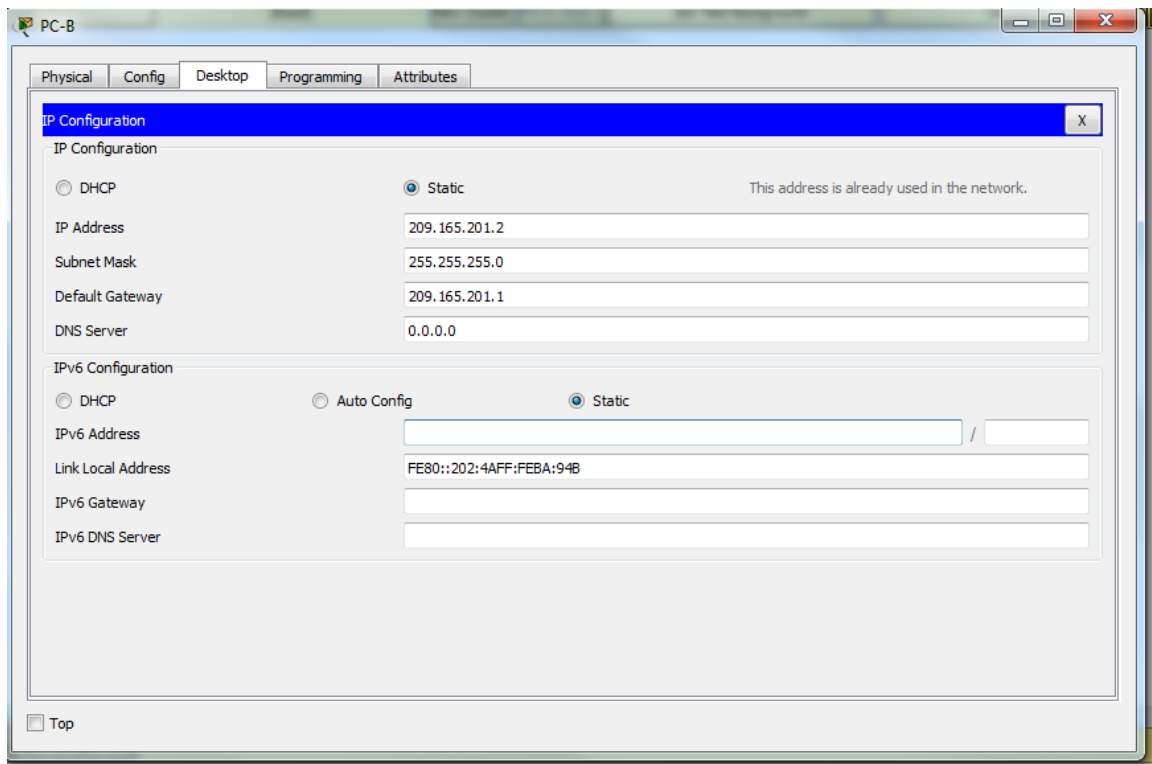 PC-B
Physical Config Desktop Programming Attributes
IP Configuration X
IP Configuration
DHCP Static This address is already used in the network.
IP Address 209.165.201.2
Subnet Mask 255.255.255.0
Default Gateway 209.165.201.1
DNS Server 0.0.0.0
IPv6 Configuration
DHCP Auto Config Static
IPv6 Address /
Link Local Address FE80::202:4AFF:FEBA:94B
IPv6 Gateway
IPv6 DNS Server
Top